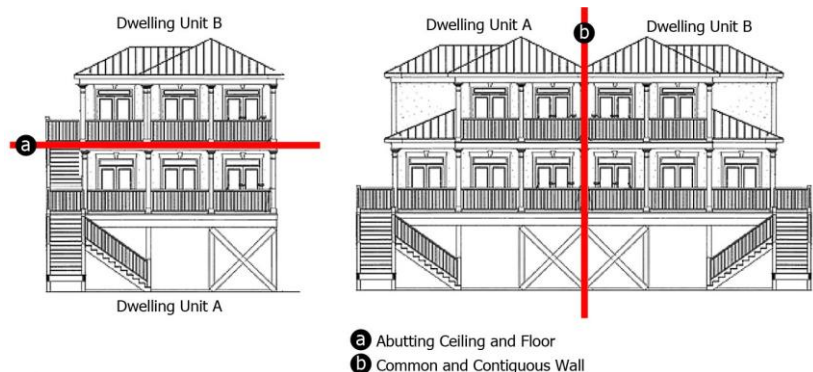 Dwelling Unit B
a
Dwelling Unit A
Dwelling Unit A
b
Dwelling Unit B
a Abutting Ceiling and Floor
b Common and Contiguous Wall